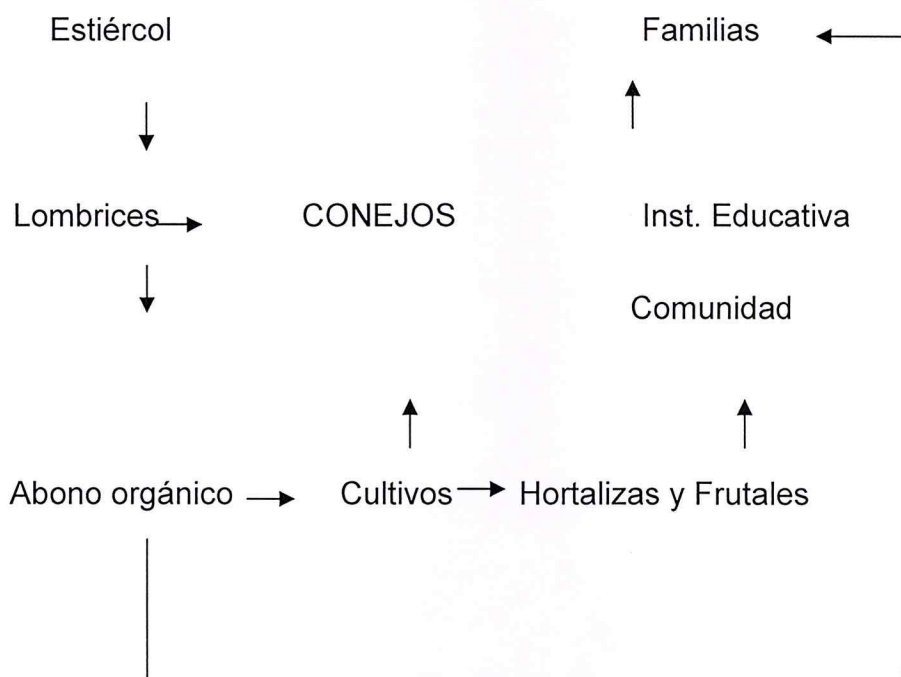 Estiércol Familias
Lombrices CONEJOS Inst. Educativa
Comunidad
Abono orgánico Cultivos Hortalizas y Frutales